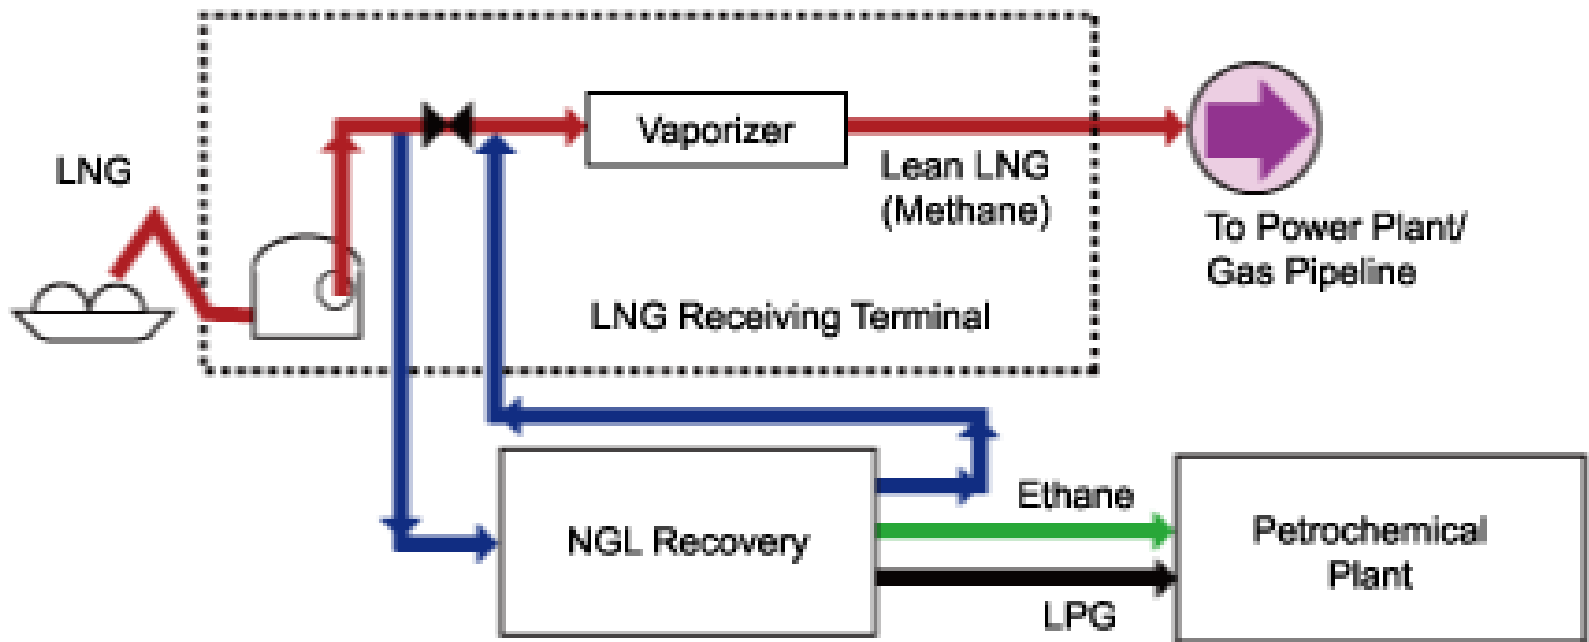 LNG
Vaporizer
Lean LNG
(Methane)
To Power Plant/
Gas Pipeline
LNG Receiving Terminal
NGL Recovery
Ethane
LPG
Petrochemical
Plant